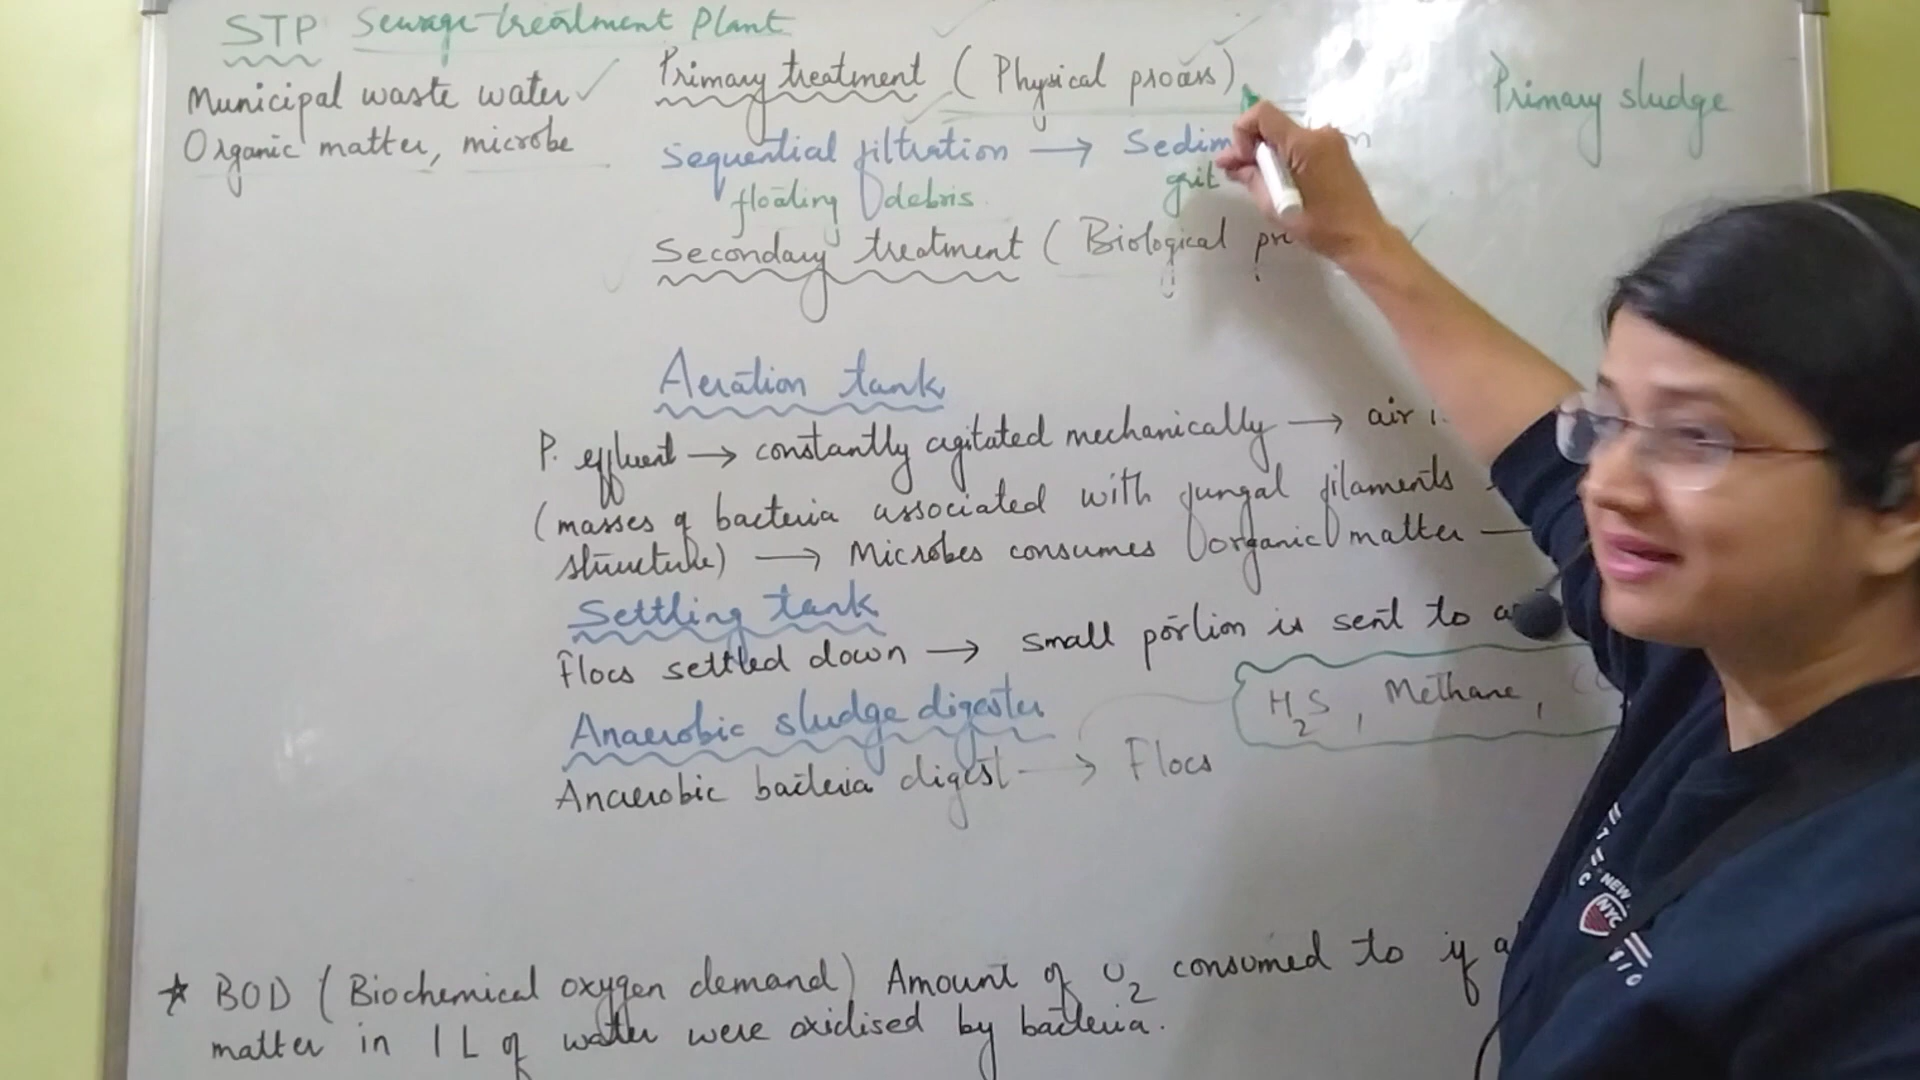 STP Sewage treatment Plant
Municipal waste water
Organic matter, microbe
Primary treatment (Physical process)
Primary sludge
Sequential filtration → Sedim n
floating debris grit
Secondary treatment (Biological pr
Aeration tank
P. effluent → constantly agitated mechanically → air
(masses of bacteria associated with fungal filaments
structure) → Microbes consumes organic matter
Settling tank
Flocs settled down → small portion is sent to a
Anaerobic sludge digester
H2S, Methane,
Anaerobic bacteria digest → Flocs
★ BOD (Biochemical oxygen demand) Amount of O2 consumed to if a
matter in 1 L of water were oxidised by bacteria.
NEW
NYC